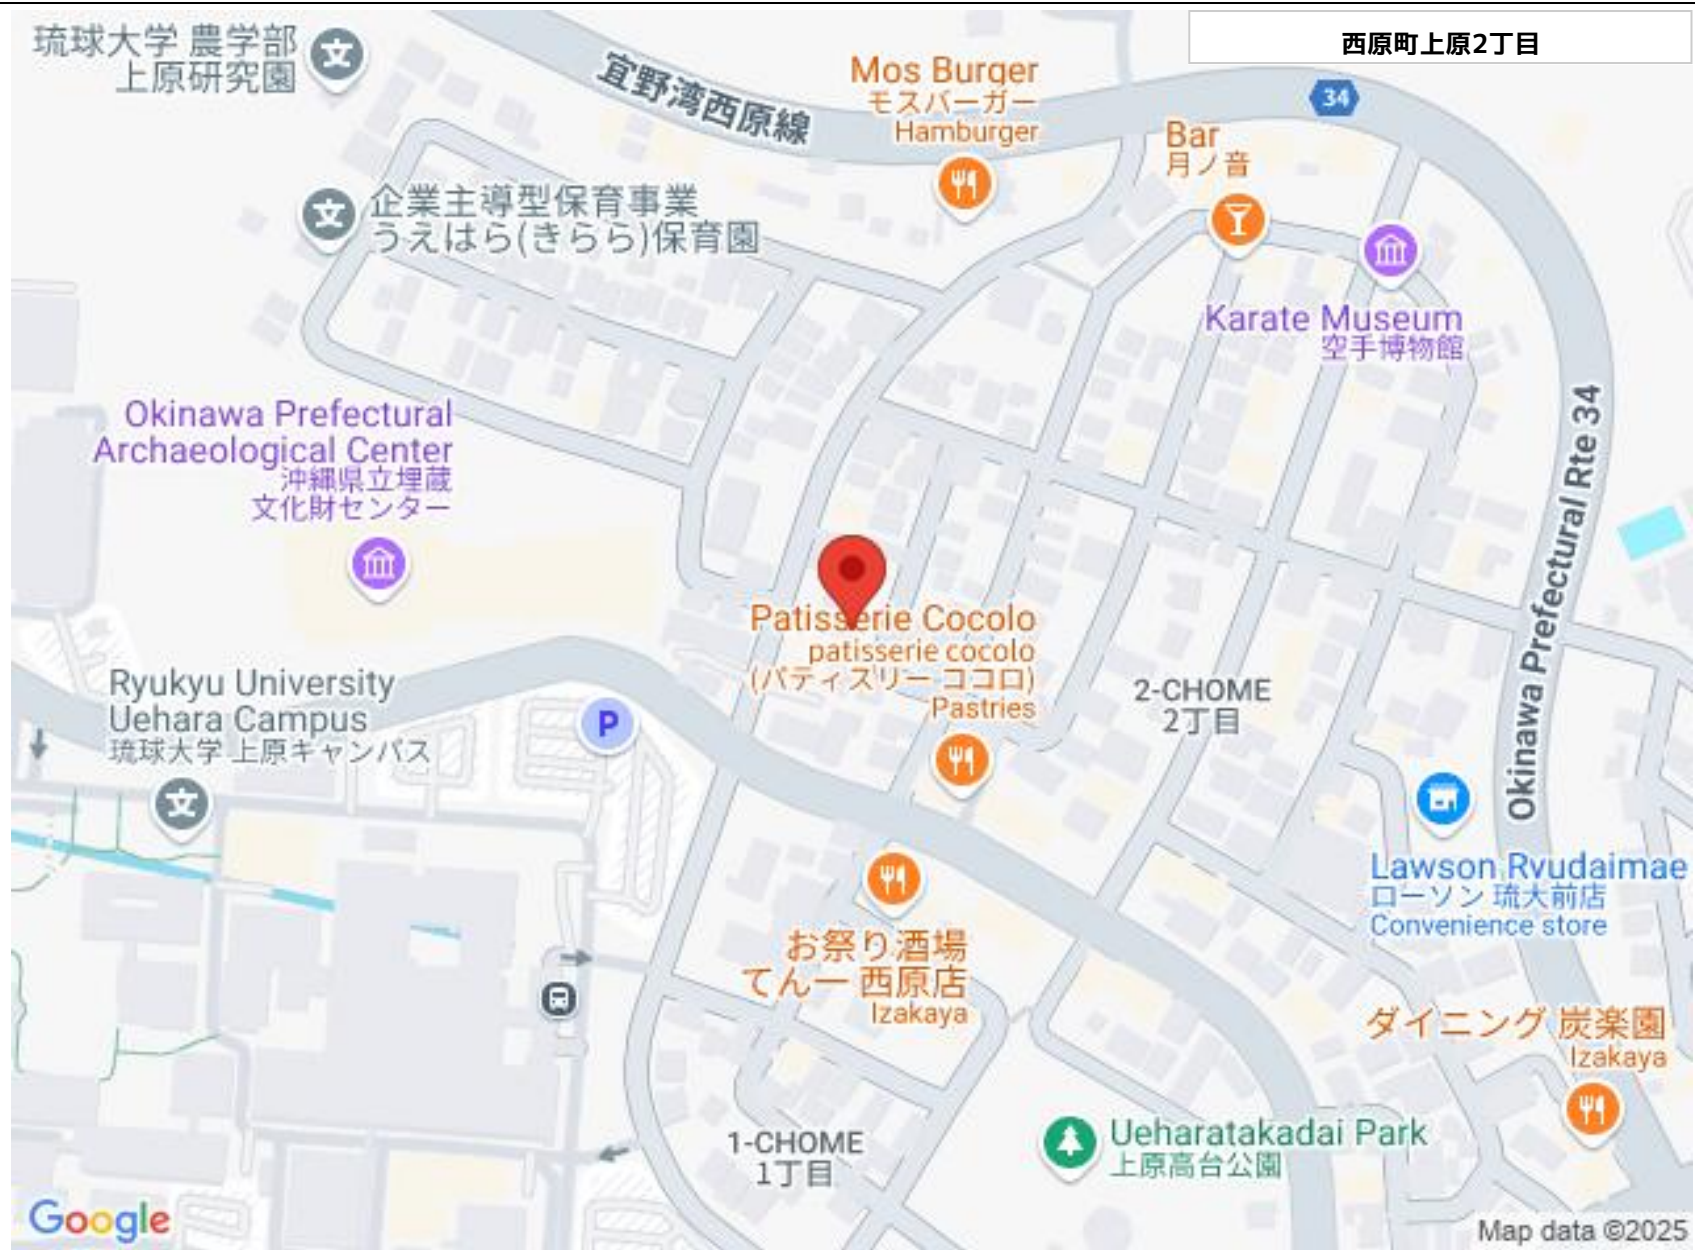 西原町上原2丁目
琉球大学 農学部
上原研究園
宜野湾西原線
Mos Burger
モスバーガー
Hamburger
34
Bar
月ノ音
企業主導型保育事業
うえはら(きらら)保育園
Karate Museum
空手博物館
Okinawa Prefectural
Archaeological Center
沖縄県立埋蔵
文化財センター
Okinawa Prefectural Rte 34
Patisserie Cocolo
patisserie cocolo
(パティスリー ココロ)
Pastries
Ryukyu University
Uehara Campus
琉球大学 上原キャンパス
P
2-CHOME
2丁目
Lawson Ryudaimae
ローソン 琉大前店
Convenience store
お祭り酒場
てんー 西原店
Izakaya
ダイニング 炭楽園
Izakaya
1-CHOME
1丁目
Ueharatakadai Park
上原高台公園
Google
Map data ©2025